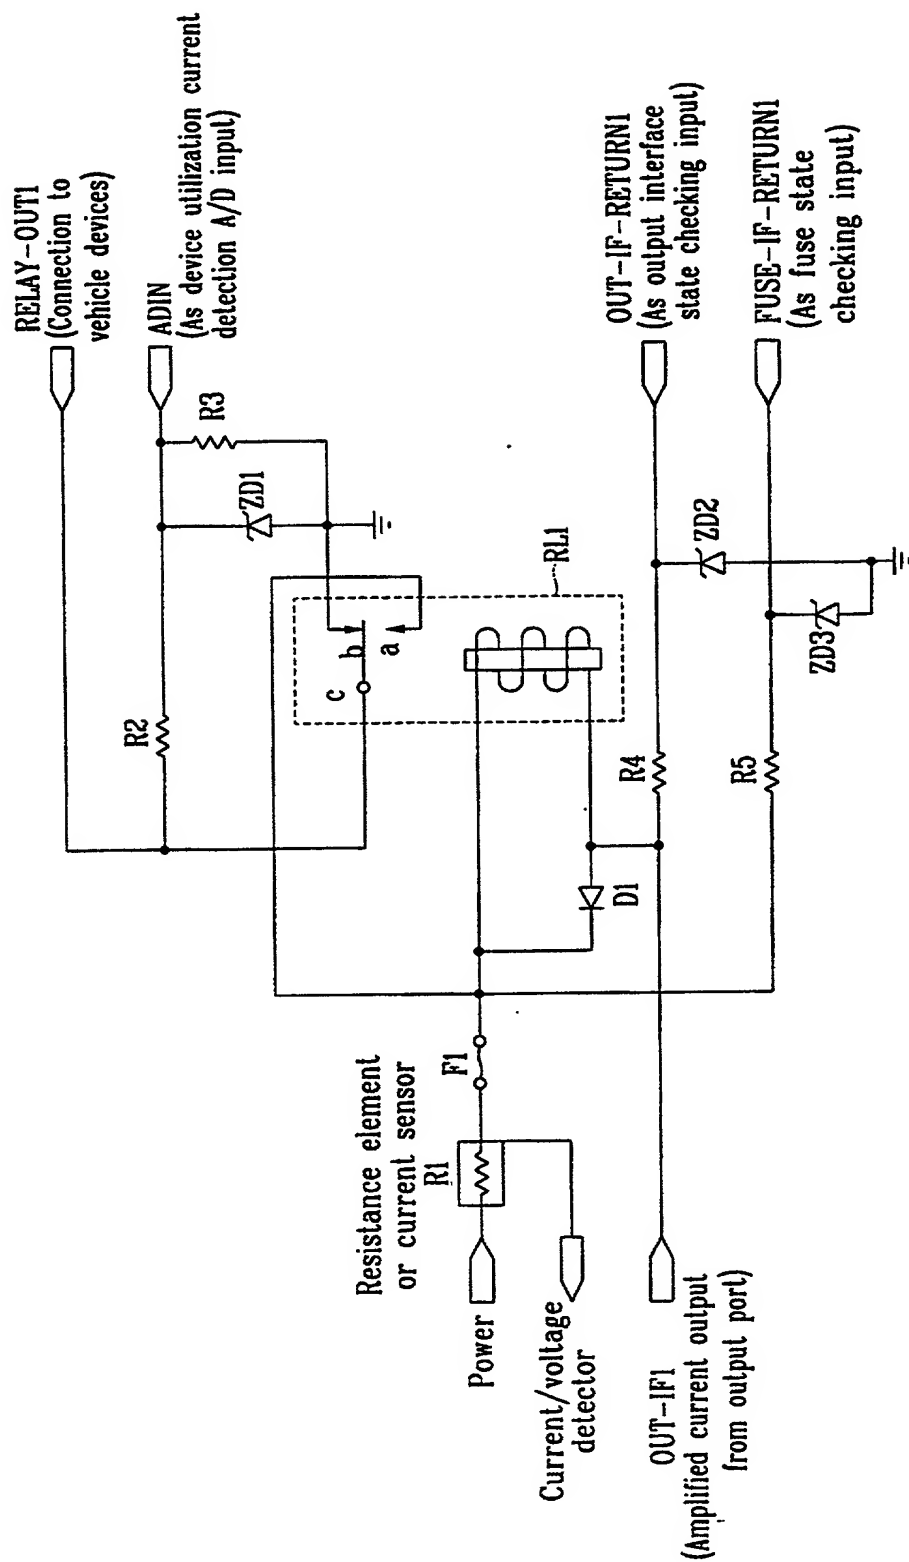 RELAY-OUT1
(Connection to
vehicle devices)
ADIN
(As device utilization current
detection A/D input)
R3
ZD1
R2
RL1
c
b
a
OUT-IF-RETURN1
(As output interface
state checking input)
ZD2
R4
FUSE-IF-RETURN1
(As fuse state
checking input)
ZD3
R5
D1
F1
Resistance element
or current sensor
R1
Power
Current/voltage
detector
OUT-IF1
(Amplified current output
from output port)